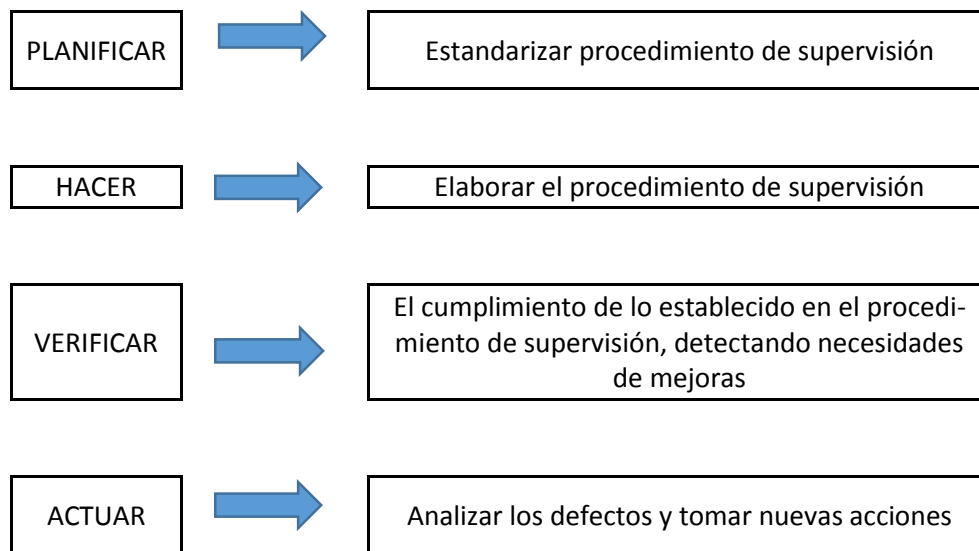 PLANIFICAR
Estandarizar procedimiento de supervisión
HACER
Elaborar el procedimiento de supervisión
VERIFICAR
El cumplimiento de lo establecido en el procedi-
miento de supervisión, detectando necesidades
de mejoras
ACTUAR
Analizar los defectos y tomar nuevas acciones